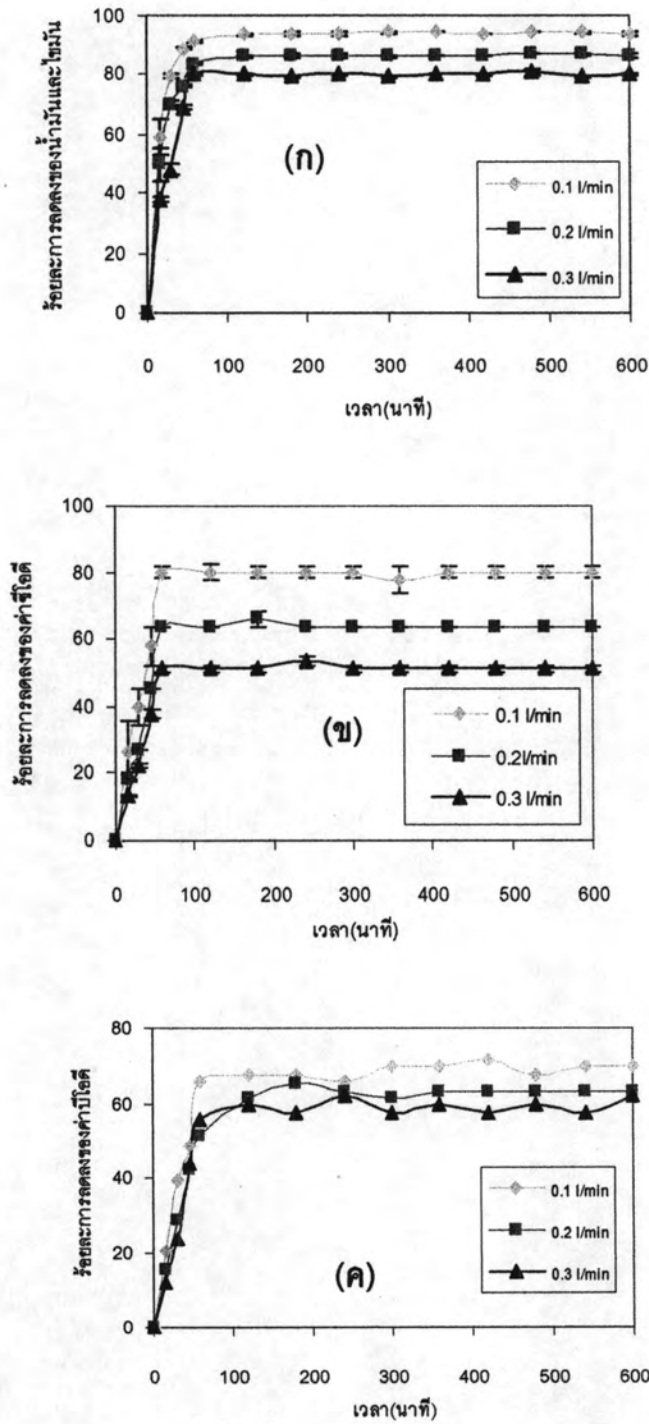 ร้อยละการลดลงของน้ำมันและไขมัน
100
80
60
40
20
0
(ก)
0.1 l/min
0.2 l/min
0.3 l/min
0 100 200 300 400 500 600
เวลา(นาที)
ร้อยละการลดลงของค่าซีโอดี
100
80
60
40
20
0
(ข)
0.1 l/min
0.2l/min
0.3 l/min
0 100 200 300 400 500 600
เวลา(นาที)
ร้อยละการลดลงของค่าบีโอดี
80
60
40
20
0
(ค)
0.1 l/min
0.2 l/min
0.3 l/min
0 100 200 300 400 500 600
เวลา(นาที)